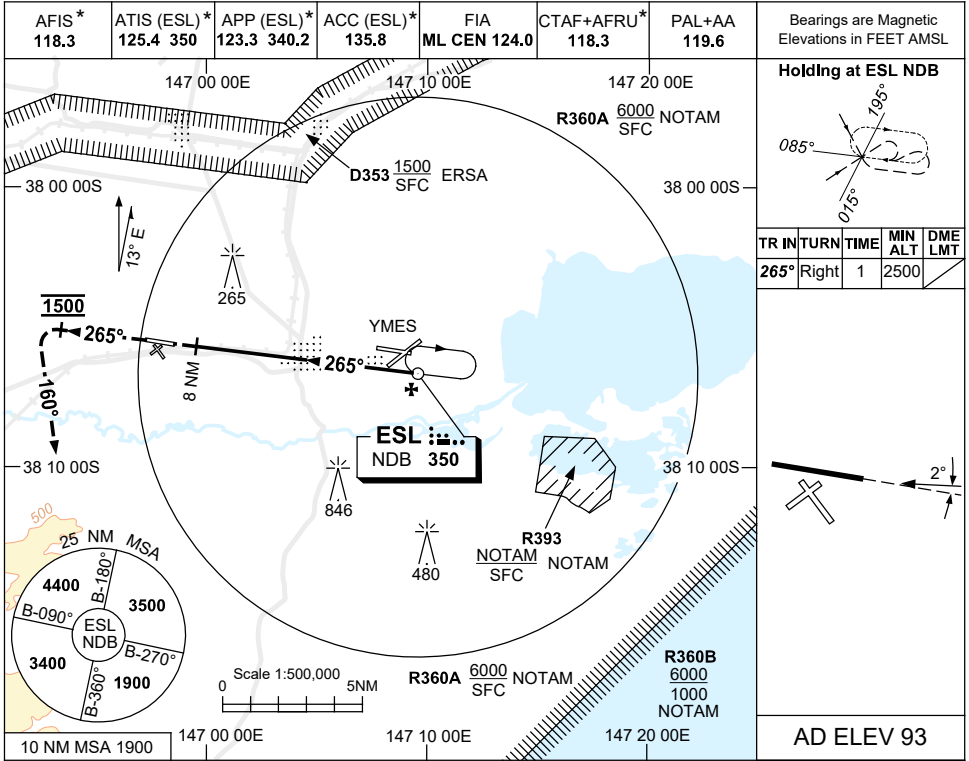 AFIS*
118.3
ATIS (ESL)*
125.4 350
APP (ESL)*
123.3 340.2
ACC (ESL)*
135.8
FIA
ML CEN 124.0
CTAF+AFRU*
118.3
PAL+AA
119.6
Bearings are Magnetic
Elevations in FEET AMSL
147 00 00E
147 10 00E
147 20 00E
R360A 6000 NOTAM
SFC
D353 1500 ERSA
SFC
38 00 00S
38 00 00S
13° E
265
1500
265°
160°
8 NM
265°
YMES
ESL
NDB 350
38 10 00S
38 10 00S
846
480
R393
NOTAM NOTAM
SFC
500
25 NM MSA
4400
B-180°
3500
B-090°
ESL
NDB
B-270°
3400
B-360°
1900
Scale 1:500,000
0 5NM
R360A 6000 NOTAM
SFC
R360B
6000
1000
NOTAM
10 NM MSA 1900
147 00 00E
147 10 00E
147 20 00E
Holding at ESL NDB
195°
085°
015°
TR IN TURN TIME MIN ALT DME LMT
265° Right 1 2500
2°
AD ELEV 93